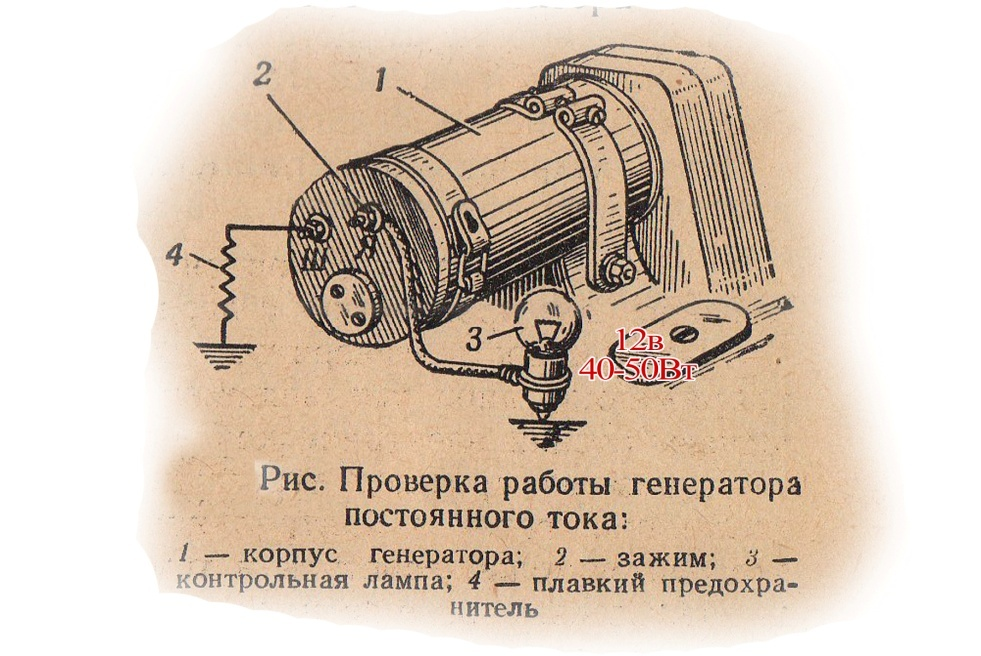 2
1
4
Ш
Я
3
12в
40-50Вт
Рис. Проверка работы генератора
постоянного тока:
1 — корпус генератора; 2 — зажим; 3 —
контрольная лампа; 4 — плавкий предохра-
нитель